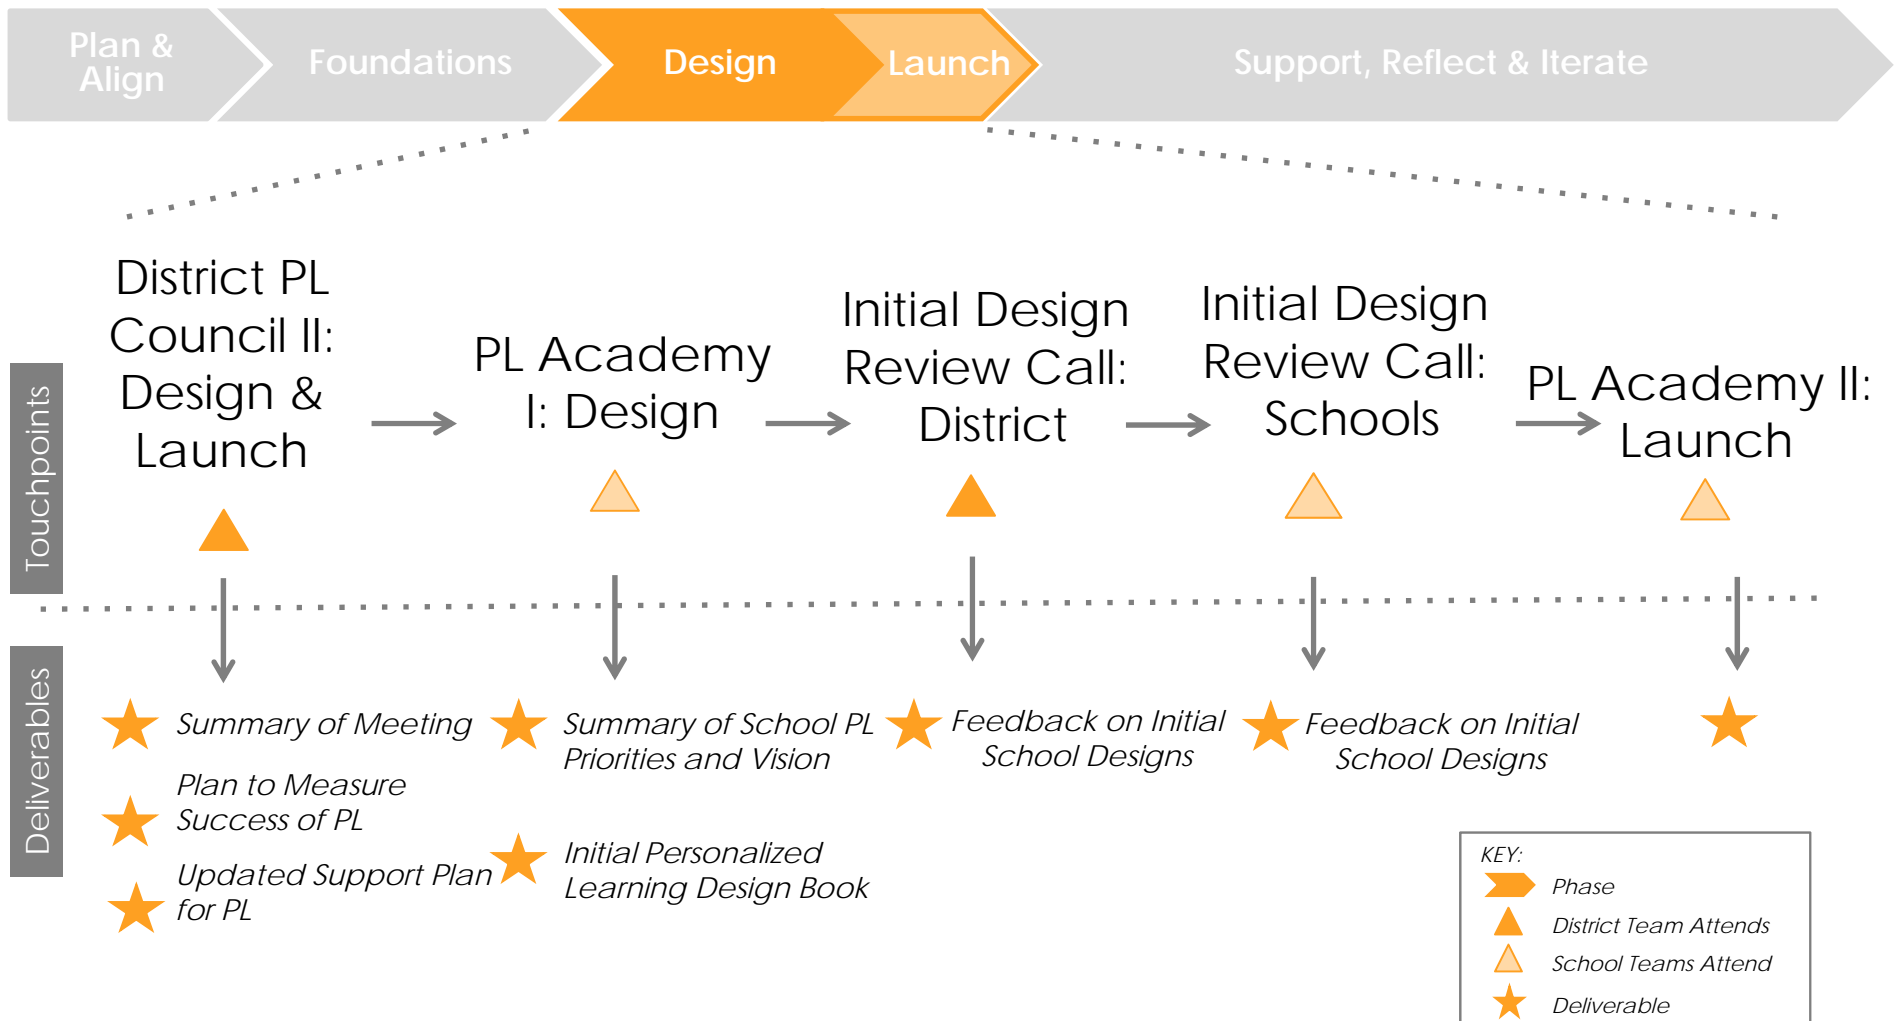 Plan &
Align
Foundations
Design
Launch
Support, Reflect & Iterate
Touchpoints
District PL
Council II:
Design &
Launch
PL Academy
I: Design
Initial Design
Review Call:
District
Initial Design
Review Call:
Schools
PL Academy II:
Launch
Deliverables
Summary of Meeting
Plan to Measure
Success of PL
Updated Support Plan
for PL
Summary of School PL
Priorities and Vision
Initial Personalized
Learning Design Book
Feedback on Initial
School Designs
Feedback on Initial
School Designs
KEY:
Phase
District Team Attends
School Teams Attend
Deliverable